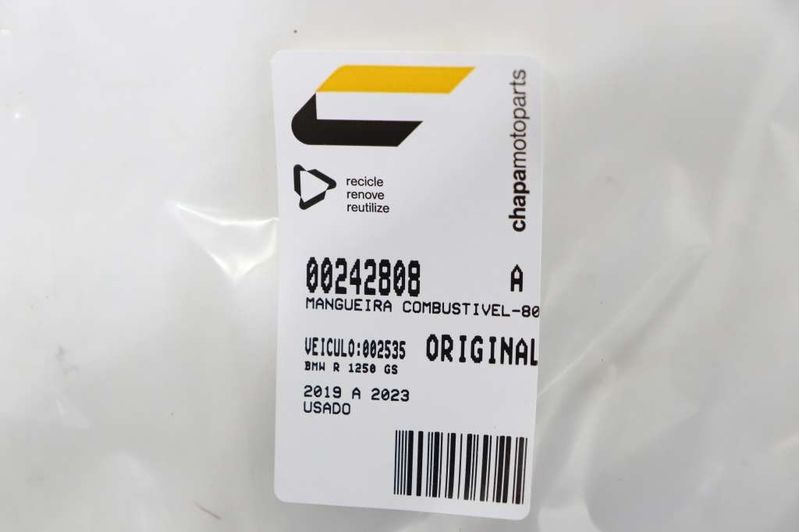 chapamotoparts
recicle
renove
reutilize
00242808 A
MANGUEIRA COMBUSTIVEL-80
VEICULO:002535 ORIGINAL
BMW R 1250 GS
2019 A 2023
USADO